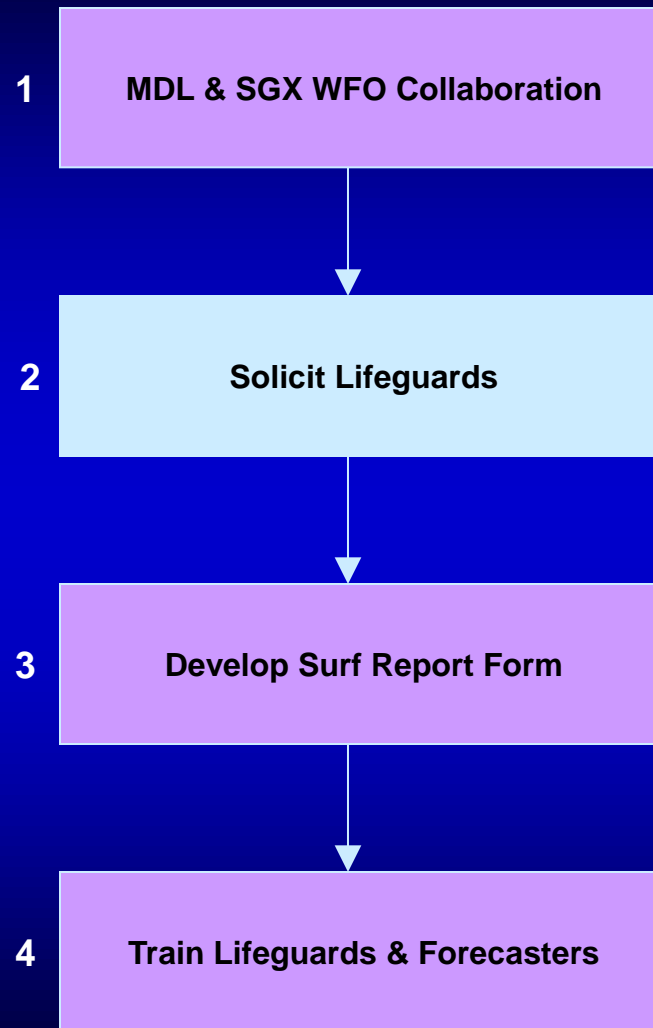 1 MDL & SGX WFO Collaboration
2 Solicit Lifeguards
3 Develop Surf Report Form
4 Train Lifeguards & Forecasters